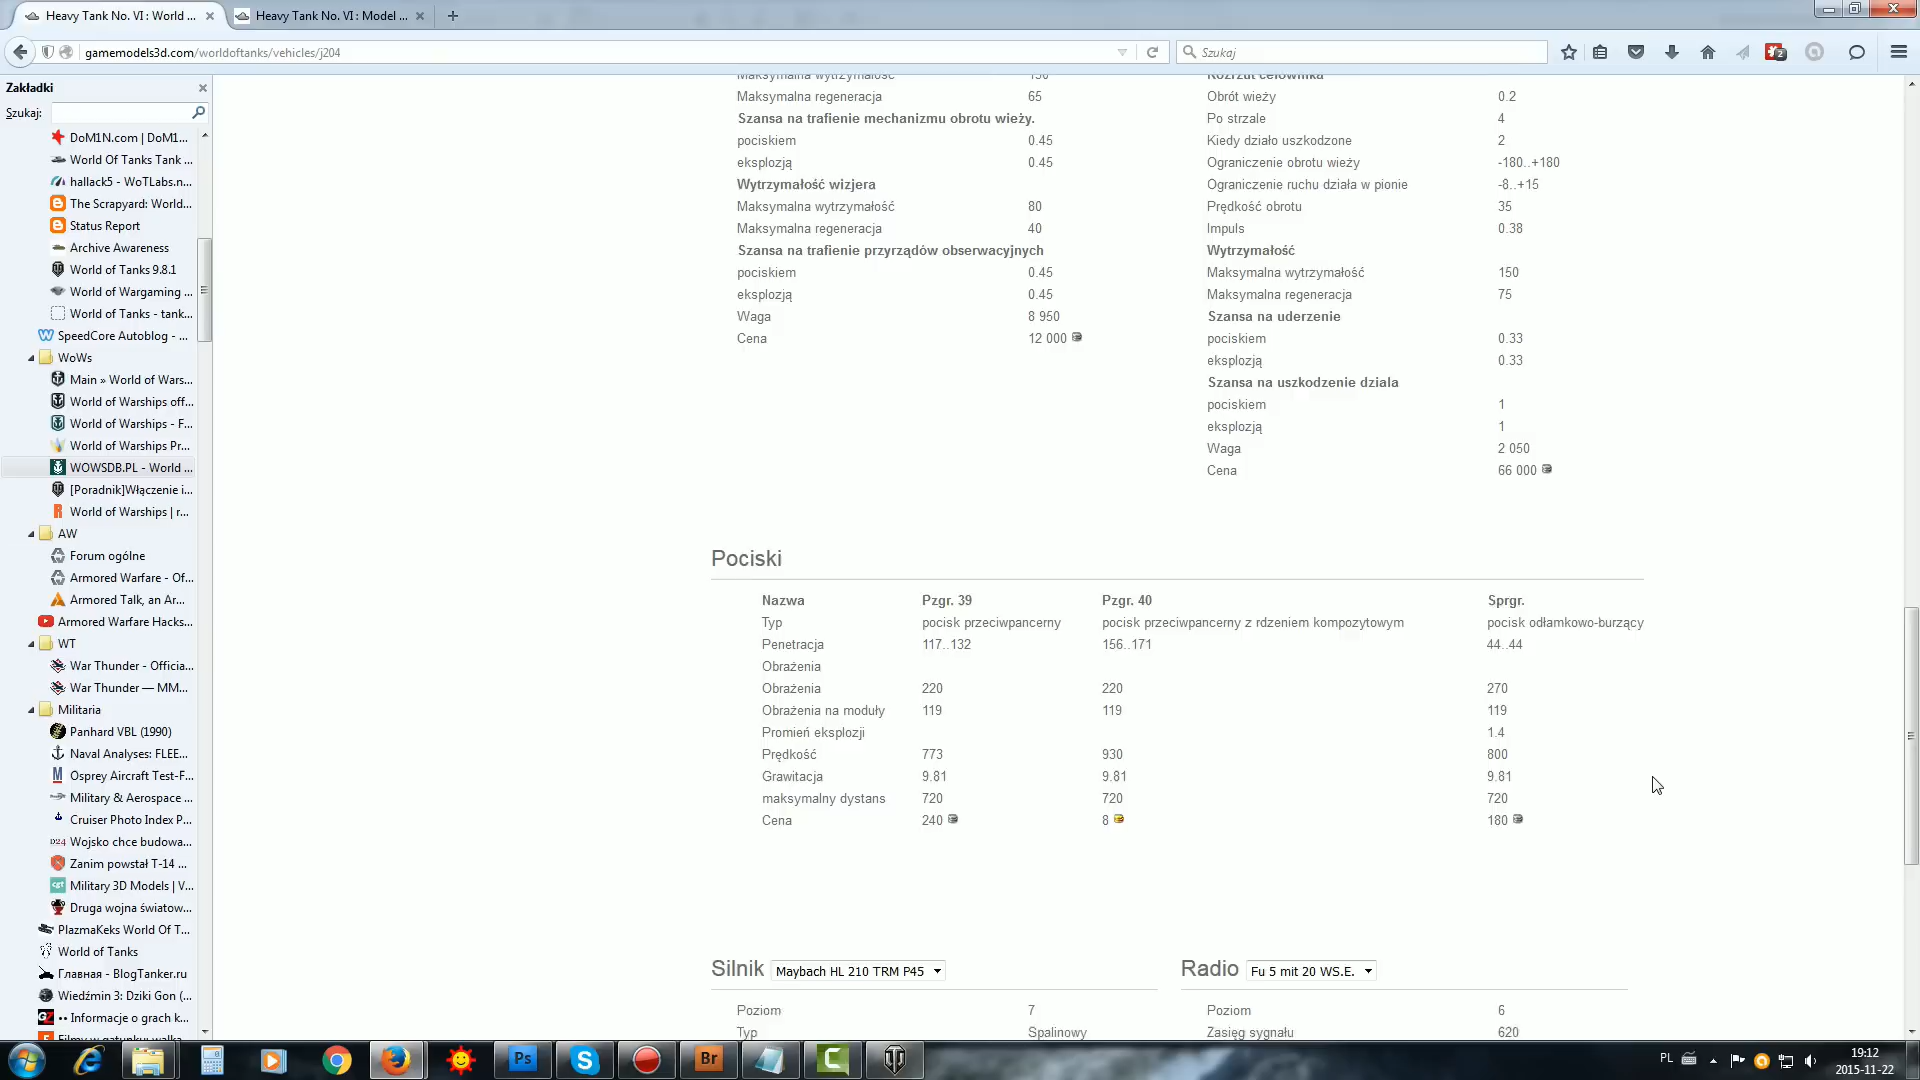 Heavy Tank No. VI : World ...
Heavy Tank No. VI : Model ...
gamemodels3d.com/worldoftanks/vehicles/j204
Szukaj
2
Zakładki
Szukaj:
DoM1N.com | DoM1...
World Of Tanks Tank ...
hallack5 - WoTLabs.n...
The Scrapyard: World...
Status Report
Archive Awareness
World of Tanks 9.8.1
World of Wargaming ...
World of Tanks - tank...
SpeedCore Autoblog - ...
WoWs
Main » World of Wars...
World of Warships off...
World of Warships - F...
World of Warships Pr...
WOWSDB.PL - World ...
[Poradnik]Włączenie i...
World of Warships | r...
AW
Forum ogólne
Armored Warfare - Of...
Armored Talk, an Ar...
Armored Warfare Hacks...
WT
War Thunder - Officia...
War Thunder — MM...
Militaria
Panhard VBL (1990)
Naval Analyses: FLEE...
Osprey Aircraft Test-F...
Military & Aerospace ...
Cruiser Photo Index P...
D24 Wojsko chce budowa...
Zanim powstał T-14 ...
cgt Military 3D Models | V...
Druga wojna światow...
PlazmaKeks World Of T...
World of Tanks
Главная - BlogTanker.ru
Wiedźmin 3: Dziki Gon (...
GZ •• Informacje o grach k...
Filmy w gatunku: walka
Maksymalna wytrzymałość 130
Maksymalna regeneracja 65
Szansa na trafienie mechanizmu obrotu wieży.
pociskiem 0.45
eksplozją 0.45
Wytrzymałość wizjera
Maksymalna wytrzymałość 80
Maksymalna regeneracja 40
Szansa na trafienie przyrządów obserwacyjnych
pociskiem 0.45
eksplozją 0.45
Waga 8 950
Cena 12 000
Rozrzut celownika
Obrót wieży 0.2
Po strzale 4
Kiedy działo uszkodzone 2
Ograniczenie obrotu wieży -180..+180
Ograniczenie ruchu działa w pionie -8..+15
Prędkość obrotu 35
Impuls 0.38
Wytrzymałość
Maksymalna wytrzymałość 150
Maksymalna regeneracja 75
Szansa na uderzenie
pociskiem 0.33
eksplozją 0.33
Szansa na uszkodzenie dziala
pociskiem 1
eksplozją 1
Waga 2 050
Cena 66 000
Pociski
Nazwa Pzgr. 39 Pzgr. 40 Sprgr.
Typ pocisk przeciwpancerny pocisk przeciwpancerny z rdzeniem kompozytowym pocisk odłamkowo-burzący
Penetracja 117..132 156..171 44..44
Obrażenia
Obrażenia 220 220 270
Obrażenia na moduły 119 119 119
Promień eksplozji 1.4
Prędkość 773 930 800
Grawitacja 9.81 9.81 9.81
maksymalny dystans 720 720 720
Cena 240 8 180
Silnik Maybach HL 210 TRM P45
Poziom 7
Typ Spalinowy
Radio Fu 5 mit 20 WS.E.
Poziom 6
Zasięg sygnału 620
Ps
Br
PL
19:12
2015-11-22